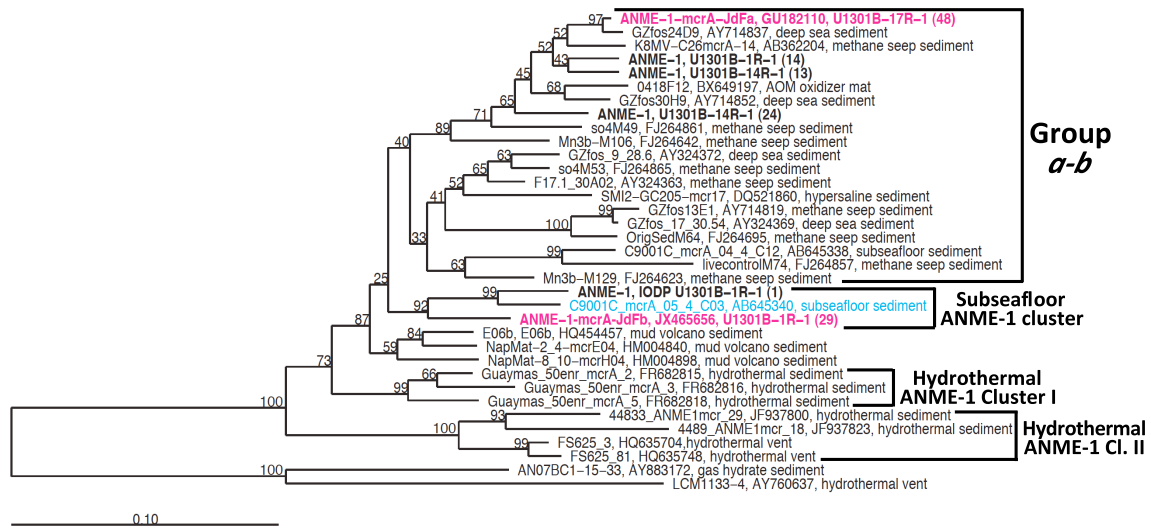 97
ANME−1−mcrA−JdFa, GU182110, U1301B−17R−1 (48)
52
GZfos24D9, AY714837, deep sea sediment
52
K8MV−C26mcrA−14, AB362204, methane seep sediment
43
ANME−1, U1301B−1R−1 (14)
45
ANME−1, U1301B−14R−1 (13)
68
0418F12, BX649197, AOM oxidizer mat
65
GZfos30H9, AY714852, deep sea sediment
71
ANME−1, U1301B−14R−1 (24)
89
so4M49, FJ264861, methane seep sediment
40
Mn3b−M106, FJ264642, methane seep sediment
Group
a-b
63
GZfos_9_28.6, AY324372, deep sea sediment
65
so4M53, FJ264865, methane seep sediment
52
F17.1_30A02, AY324363, methane seep sediment
41
SMI2−GC205−mcr17, DQ521860, hypersaline sediment
99
GZfos13E1, AY714819, methane seep sediment
100
GZfos_17_30.54, AY324369, deep sea sediment
33
OrigSedM64, FJ264695, methane seep sediment
99
C9001C_mcrA_04_4_C12, AB645338, subseafloor sediment
63
livecontrolM74, FJ264857, methane seep sediment
25
Mn3b−M129, FJ264623, methane seep sediment
99
ANME−1, IODP U1301B−1R−1 (1)
92
C9001C_mcrA_05_4_C03, AB645340, subseafloor sediment
Subseafloor
ANME-1 cluster
87
ANME-1-mcrA-JdFb, JX465656, U1301B−1R−1 (29)
84
E06b, E06b, HQ454457, mud volcano sediment
59
NapMat−2_4−mcrE04, HM004840, mud volcano sediment
73
NapMat−8_10−mcrH04, HM004898, mud volcano sediment
66
Guaymas_50enr_mcrA_2, FR682815, hydrothermal sediment
99
Guaymas_50enr_mcrA_3, FR682816, hydrothermal sediment
Hydrothermal
ANME-1 Cluster I
100
Guaymas_50enr_mcrA_5, FR682818, hydrothermal sediment
93
44833_ANME1mcr_29, JF937800, hydrothermal sediment
100
4489_ANME1mcr_18, JF937823, hydrothermal sediment
Hydrothermal
ANME-1 Cl. II
99
FS625_3, HQ635704,hydrothermal vent
FS625_81, HQ635748, hydrothermal vent
100
AN07BC1−15−33, AY883172, gas hydrate sediment
LCM1133−4, AY760637, hydrothermal vent
0.10